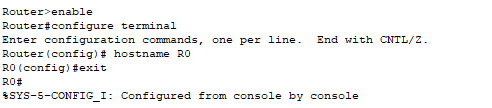 Router>enable
Router#configure terminal
Enter configuration commands, one per line.  End with CNTL/Z.
Router(config)# hostname R0
R0(config)#exit
R0#
%SYS-5-CONFIG_I: Configured from console by console